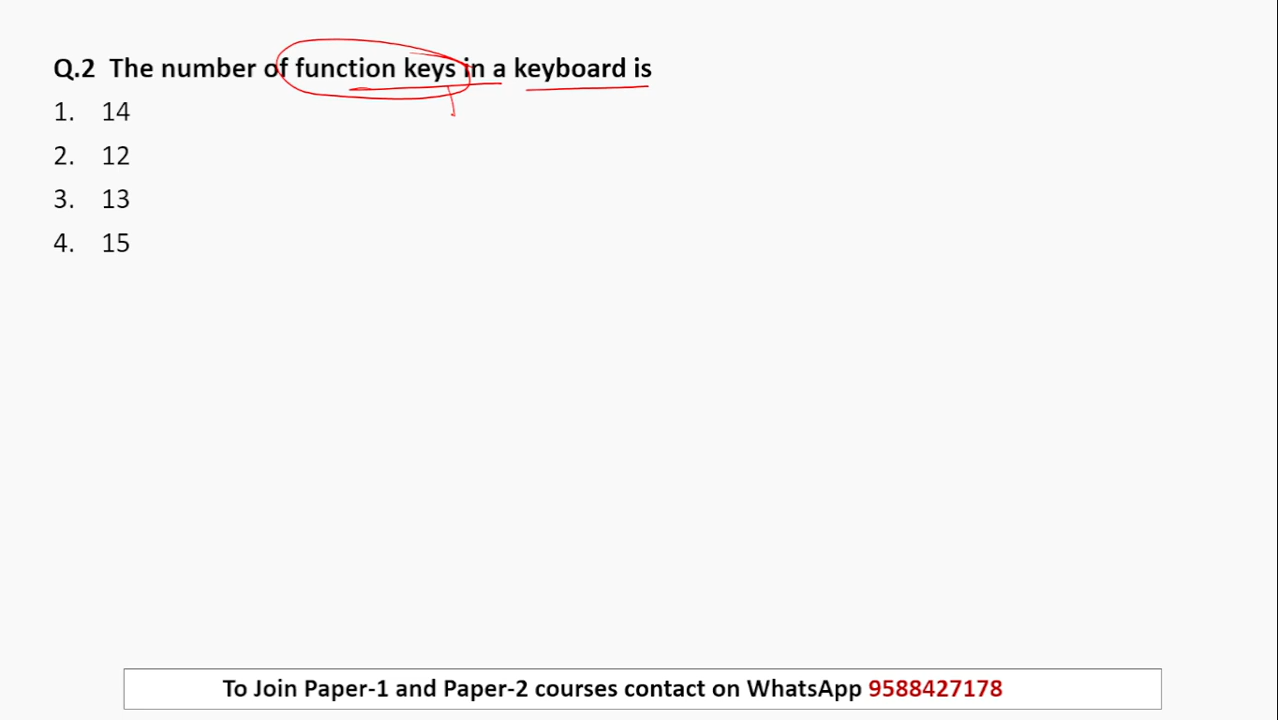 Q.2 The number of function keys in a keyboard is
1. 14
2. 12
3. 13
4. 15
To Join Paper-1 and Paper-2 courses contact on WhatsApp 9588427178